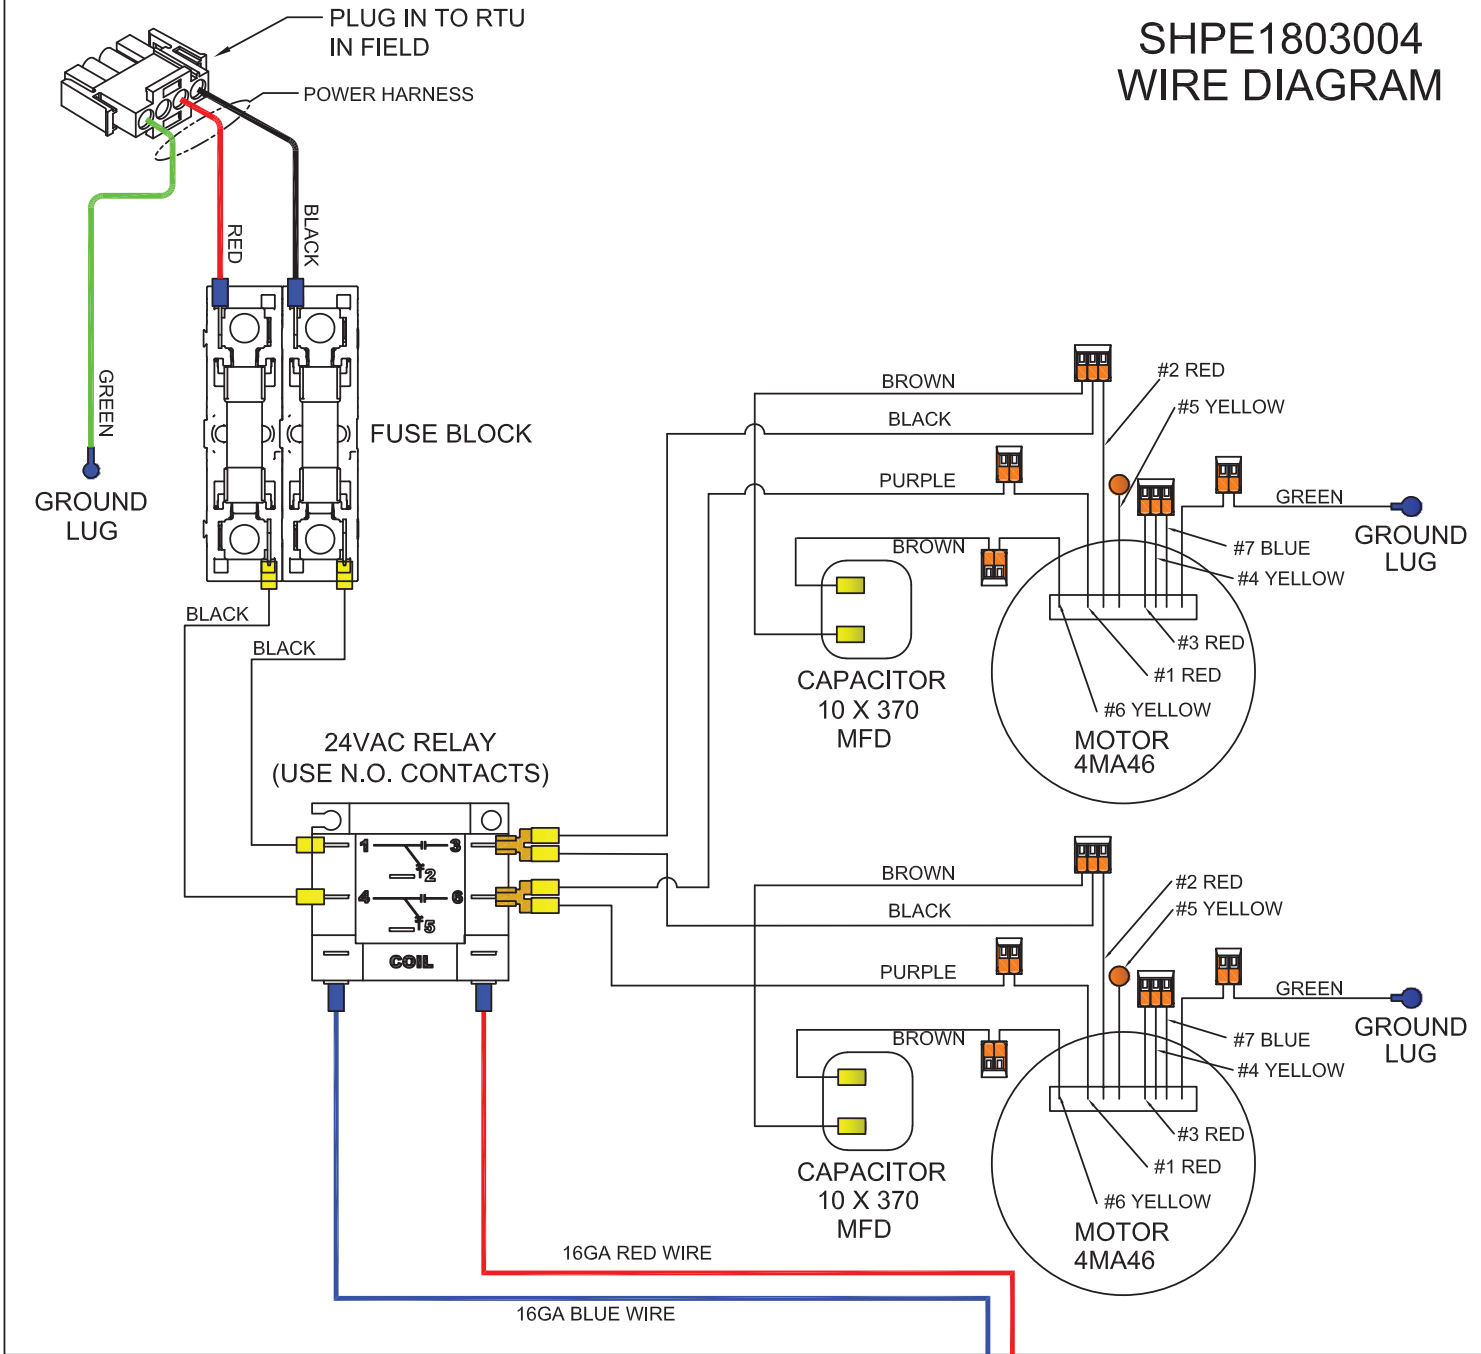 PLUG IN TO RTU
IN FIELD
SHPE1803004
WIRE DIAGRAM
POWER HARNESS
RED
BLACK
GREEN
FUSE BLOCK
GROUND
LUG
BLACK
BLACK
24VAC RELAY
(USE N.O. CONTACTS)
1 3
2
4 6
5
COIL
BROWN
BLACK
PURPLE
BROWN
#2 RED
#5 YELLOW
GREEN
GROUND
LUG
#7 BLUE
#4 YELLOW
#3 RED
#1 RED
#6 YELLOW
CAPACITOR
10 X 370
MFD
MOTOR
4MA46
BROWN
BLACK
PURPLE
BROWN
#2 RED
#5 YELLOW
GREEN
GROUND
LUG
#7 BLUE
#4 YELLOW
#3 RED
#1 RED
#6 YELLOW
CAPACITOR
10 X 370
MFD
MOTOR
4MA46
16GA RED WIRE
16GA BLUE WIRE